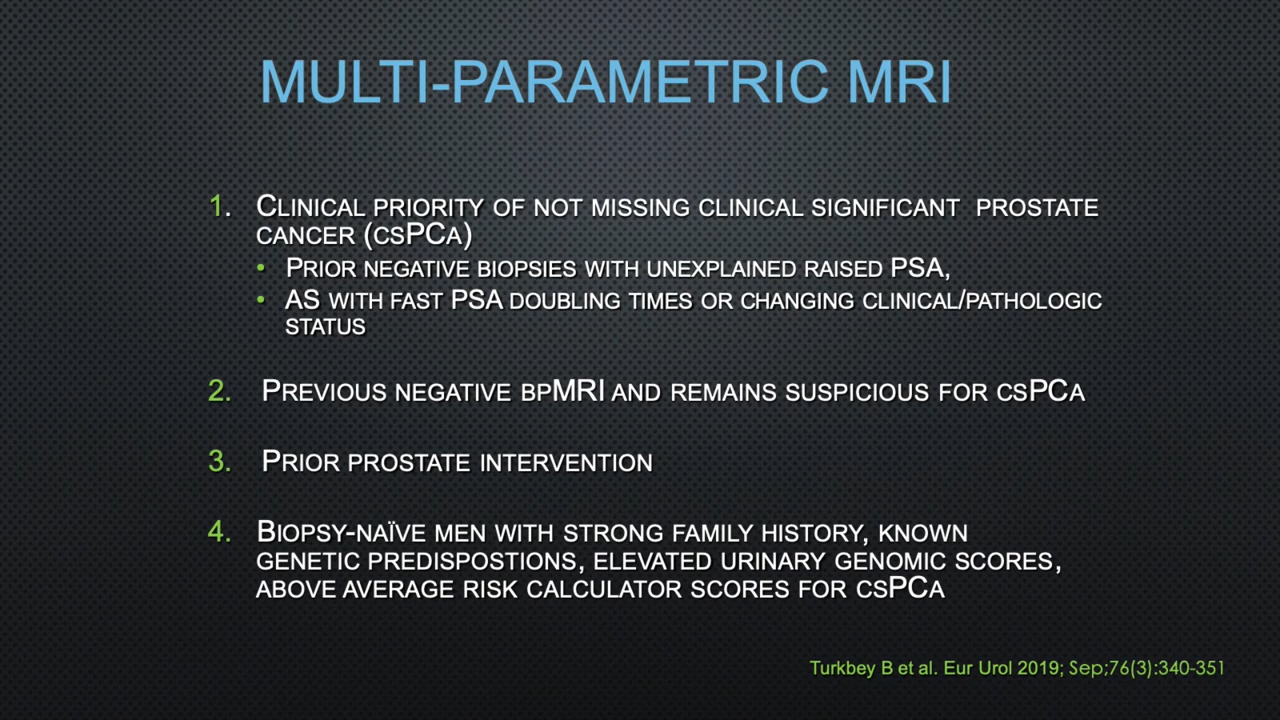 MULTI-PARAMETRIC MRI
1. CLINICAL PRIORITY OF NOT MISSING CLINICAL SIGNIFICANT PROSTATE
CANCER (CSPCA)
• PRIOR NEGATIVE BIOPSIES WITH UNEXPLAINED RAISED PSA,
• AS WITH FAST PSA DOUBLING TIMES OR CHANGING CLINICAL/PATHOLOGIC
STATUS
2. PREVIOUS NEGATIVE BPMRI AND REMAINS SUSPICIOUS FOR CSPCA
3. PRIOR PROSTATE INTERVENTION
4. BIOPSY-NAÏVE MEN WITH STRONG FAMILY HISTORY, KNOWN
GENETIC PREDISPOSTIONS, ELEVATED URINARY GENOMIC SCORES,
ABOVE AVERAGE RISK CALCULATOR SCORES FOR CSPCA
Turkbey B et al. Eur Urol 2019; Sep;76(3):340-351